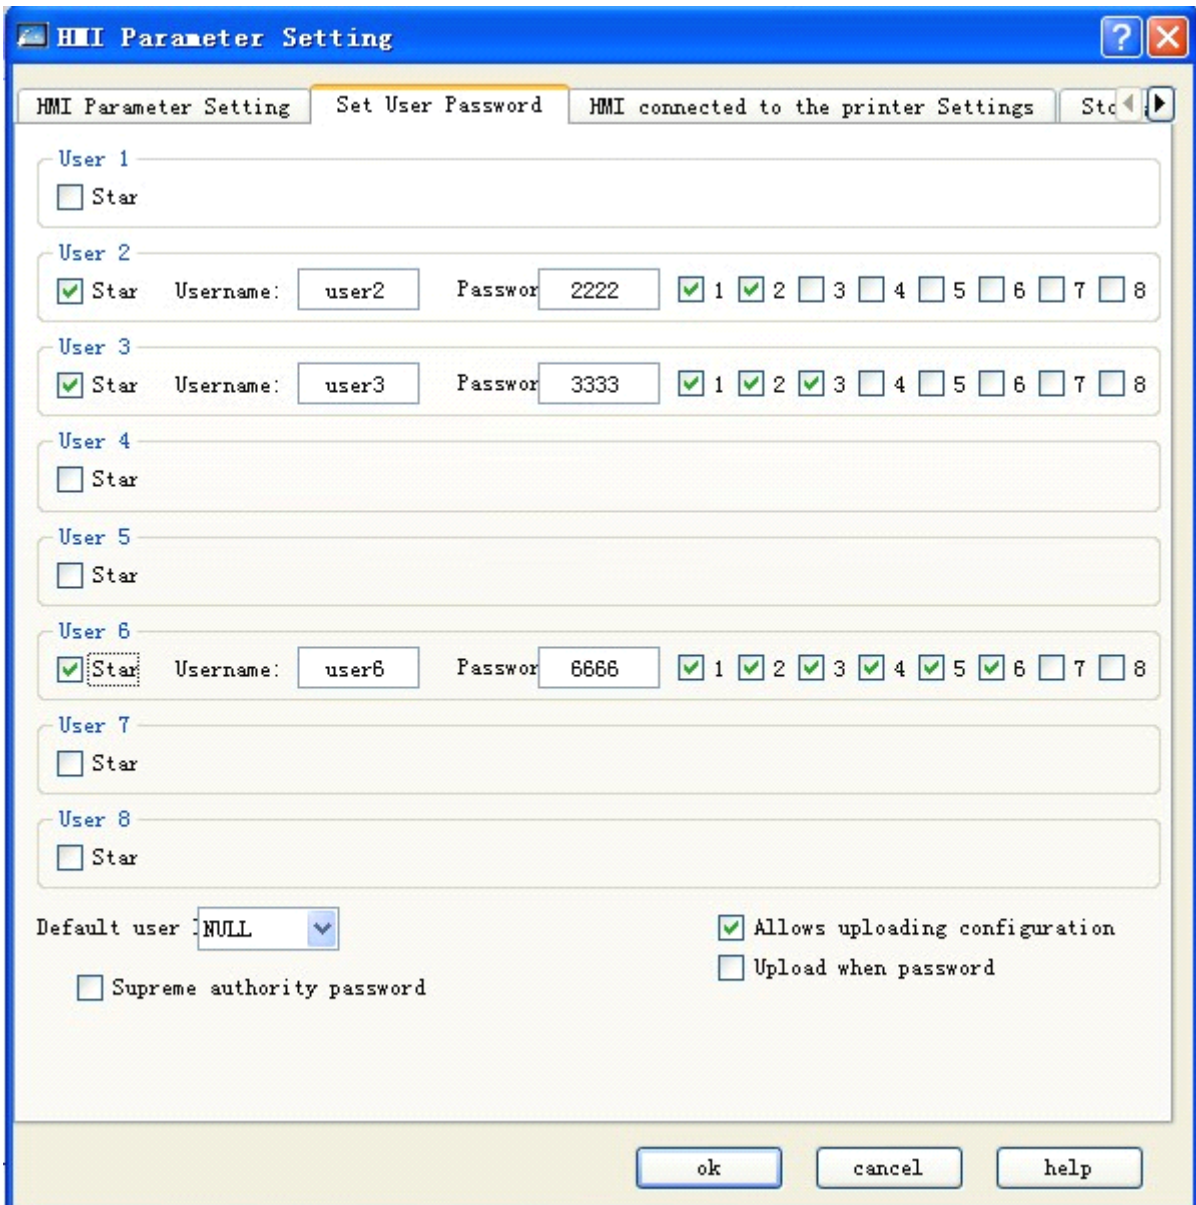 HMI Parameter Setting
HMI Parameter Setting Set User Password HMI connected to the printer Settings
User 1
Star
User 2
Star Username: user2 Passwor 2222 1 2 3 4 5 6 7 8
User 3
Star Username: user3 Passwor 3333 1 2 3 4 5 6 7 8
User 4
Star
User 5
Star
User 6
Star Username: user6 Passwor 6666 1 2 3 4 5 6 7 8
User 7
Star
User 8
Star
Default user NULL Allows uploading configuration
Upload when password
Supreme authority password
ok cancel help